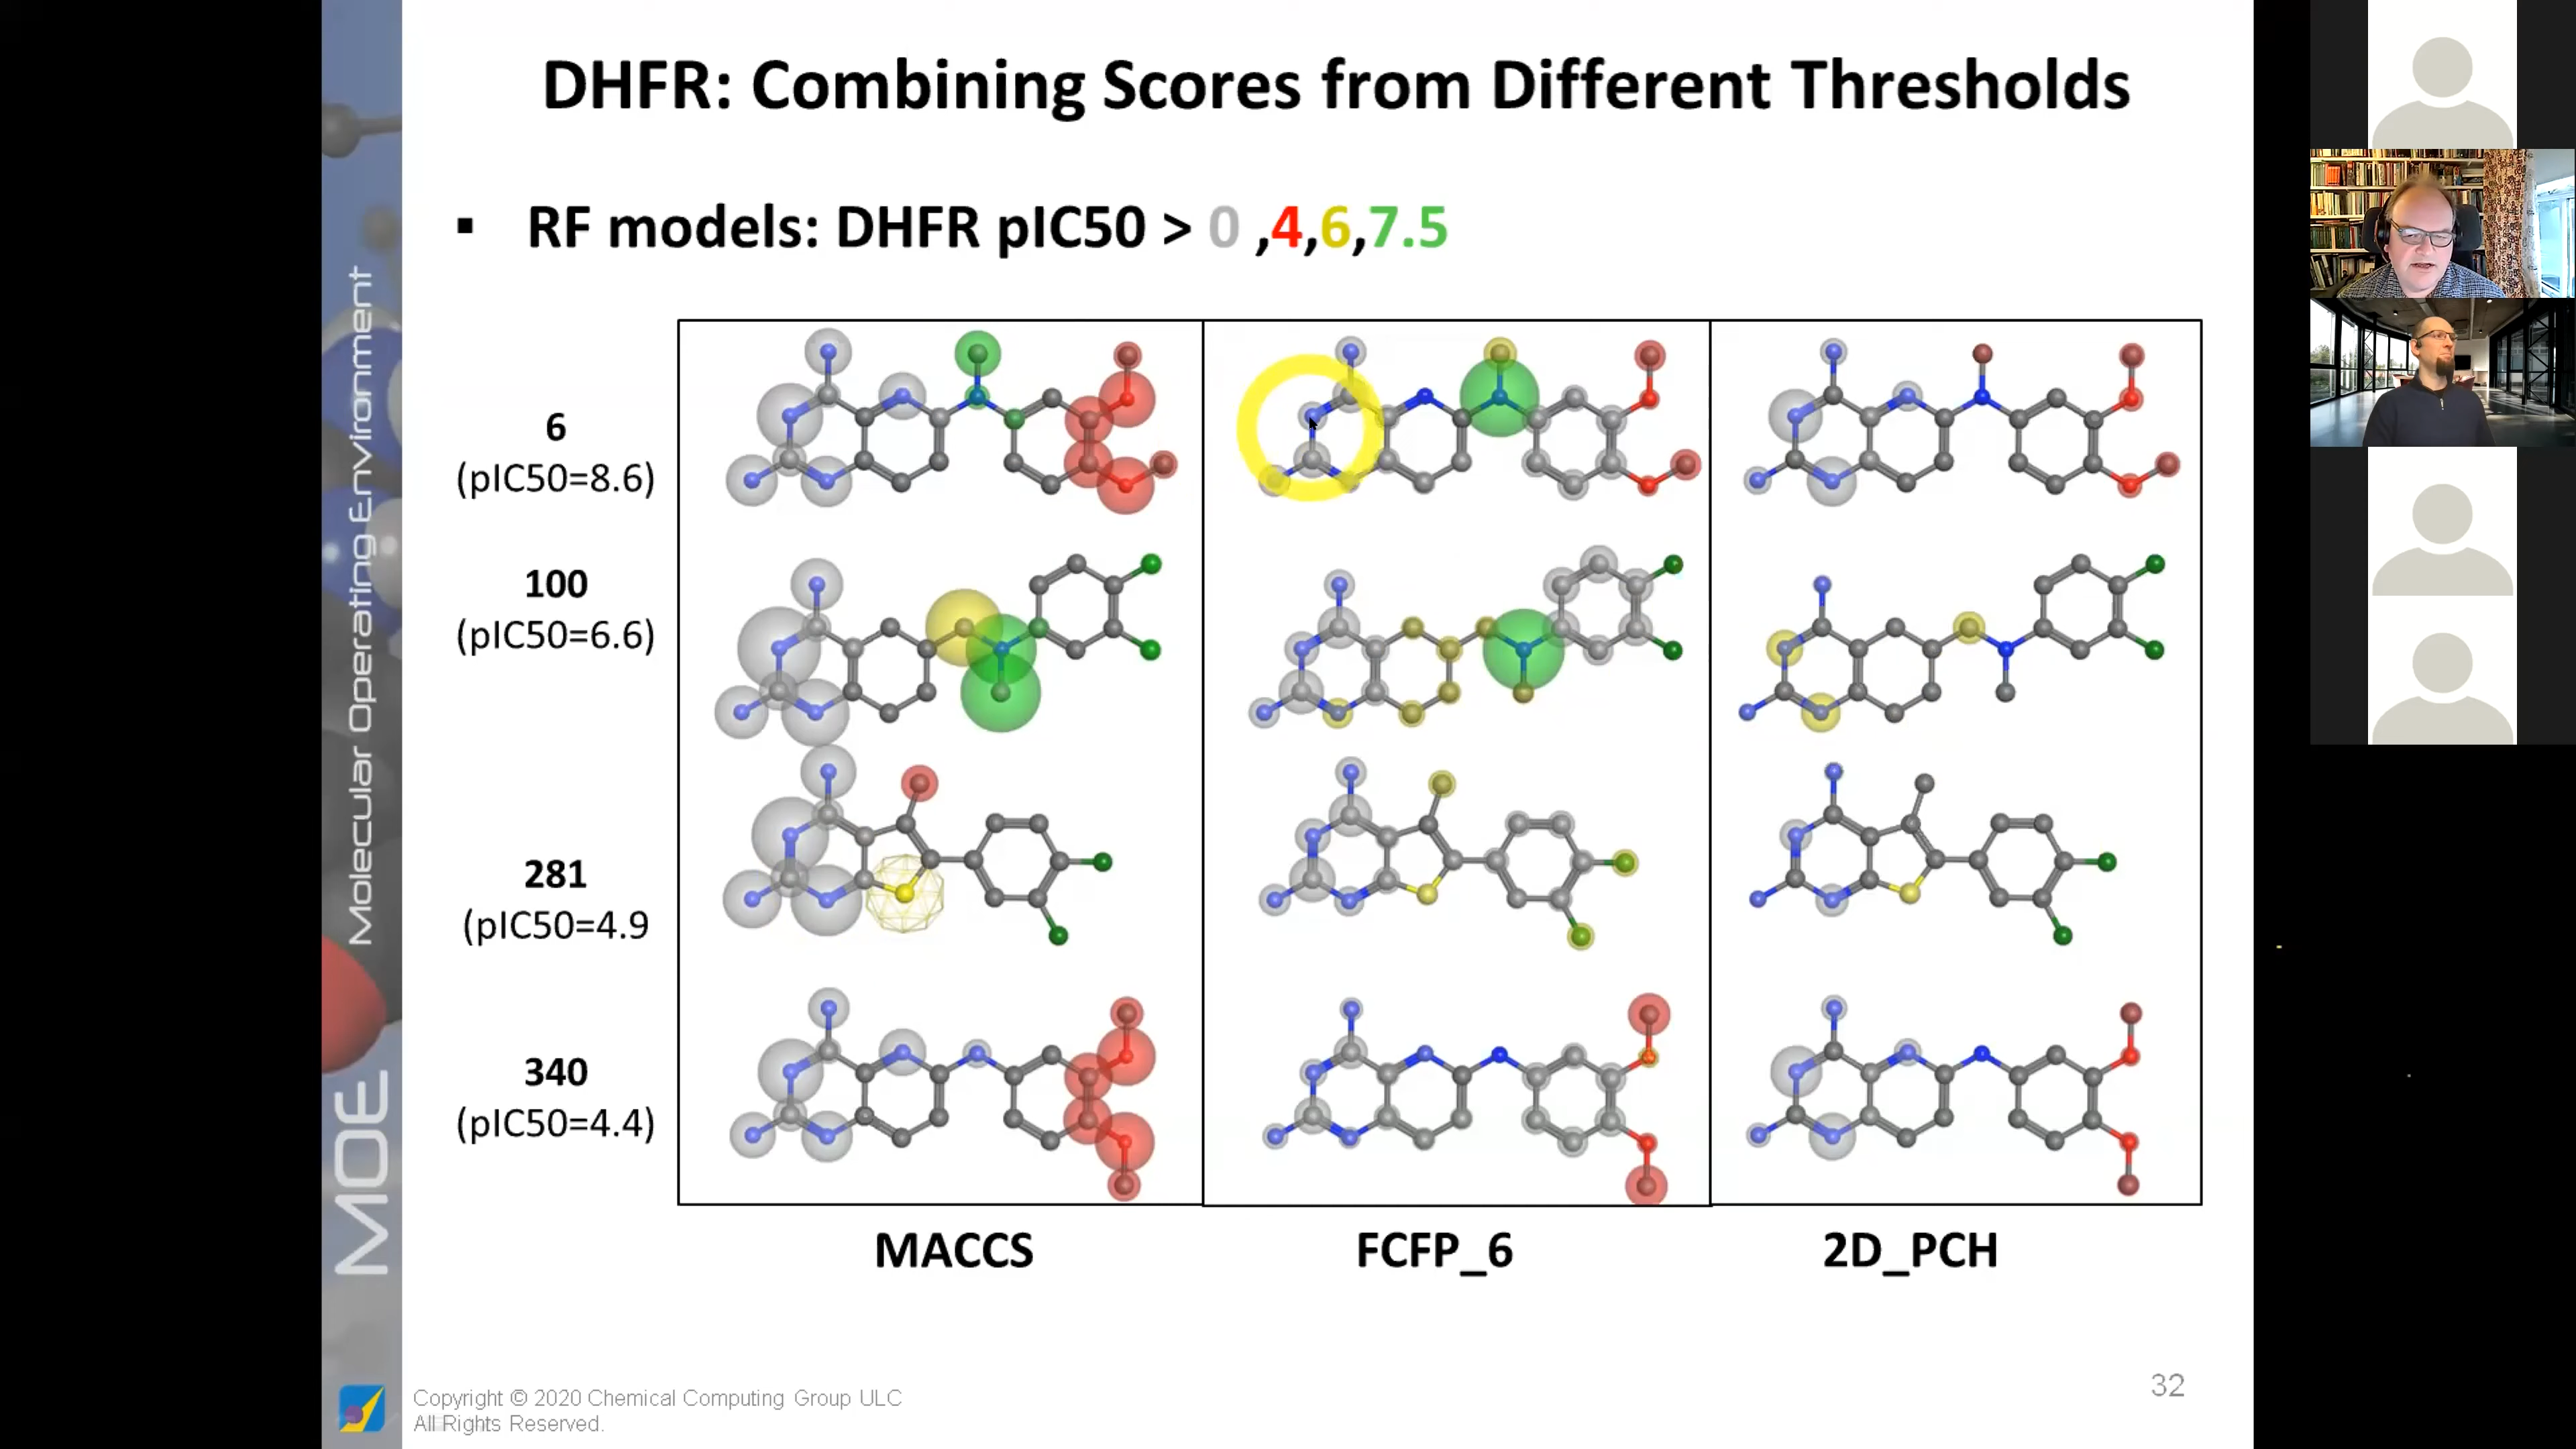 DHFR: Combining Scores from Different Thresholds
▪ RF models: DHFR pIC50 > 0 ,4,6,7.5
6
(pIC50=8.6)
100
(pIC50=6.6)
281
(pIC50=4.9
340
(pIC50=4.4)
MACCS
FCFP_6
2D_PCH
MOE Molecular Operating Environment
Copyright © 2020 Chemical Computing Group ULC
All Rights Reserved.
32